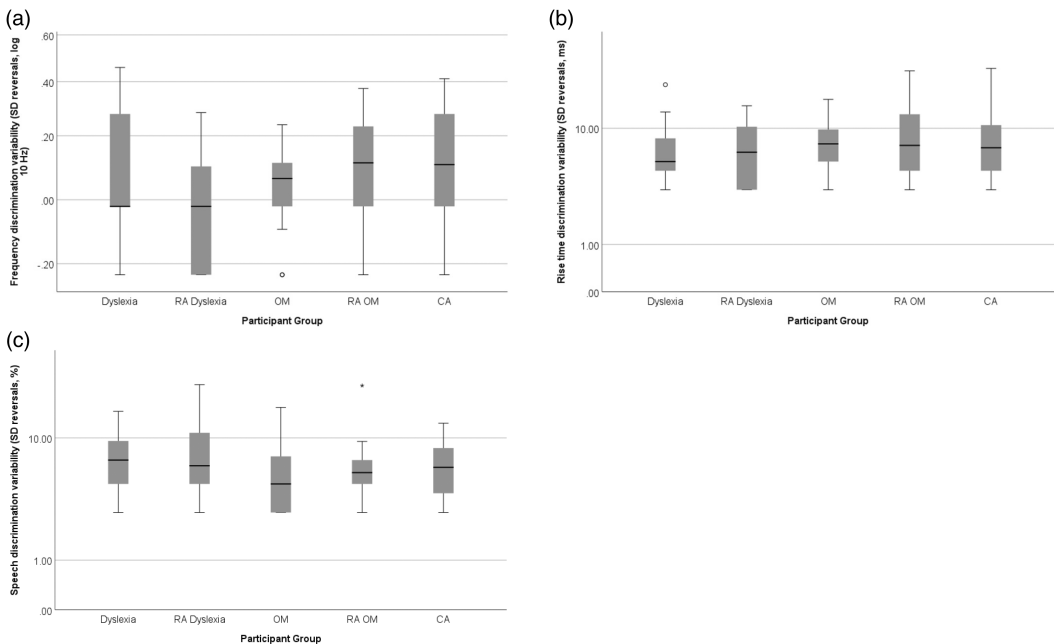 (a)
Frequency discrimination variability (SD reversals, log
10 Hz)
.60
.40
.20
.00
-.20
Dyslexia RA Dyslexia OM RA OM CA
Participant Group
(b)
Rise time discrimination variability (SD reversals, ms)
10.00
1.00
.00
Dyslexia RA Dyslexia OM RA OM CA
Participant Group
(c)
Speech discrimination variability (SD reversals, %)
10.00
1.00
.00
Dyslexia RA Dyslexia OM RA OM CA
Participant Group